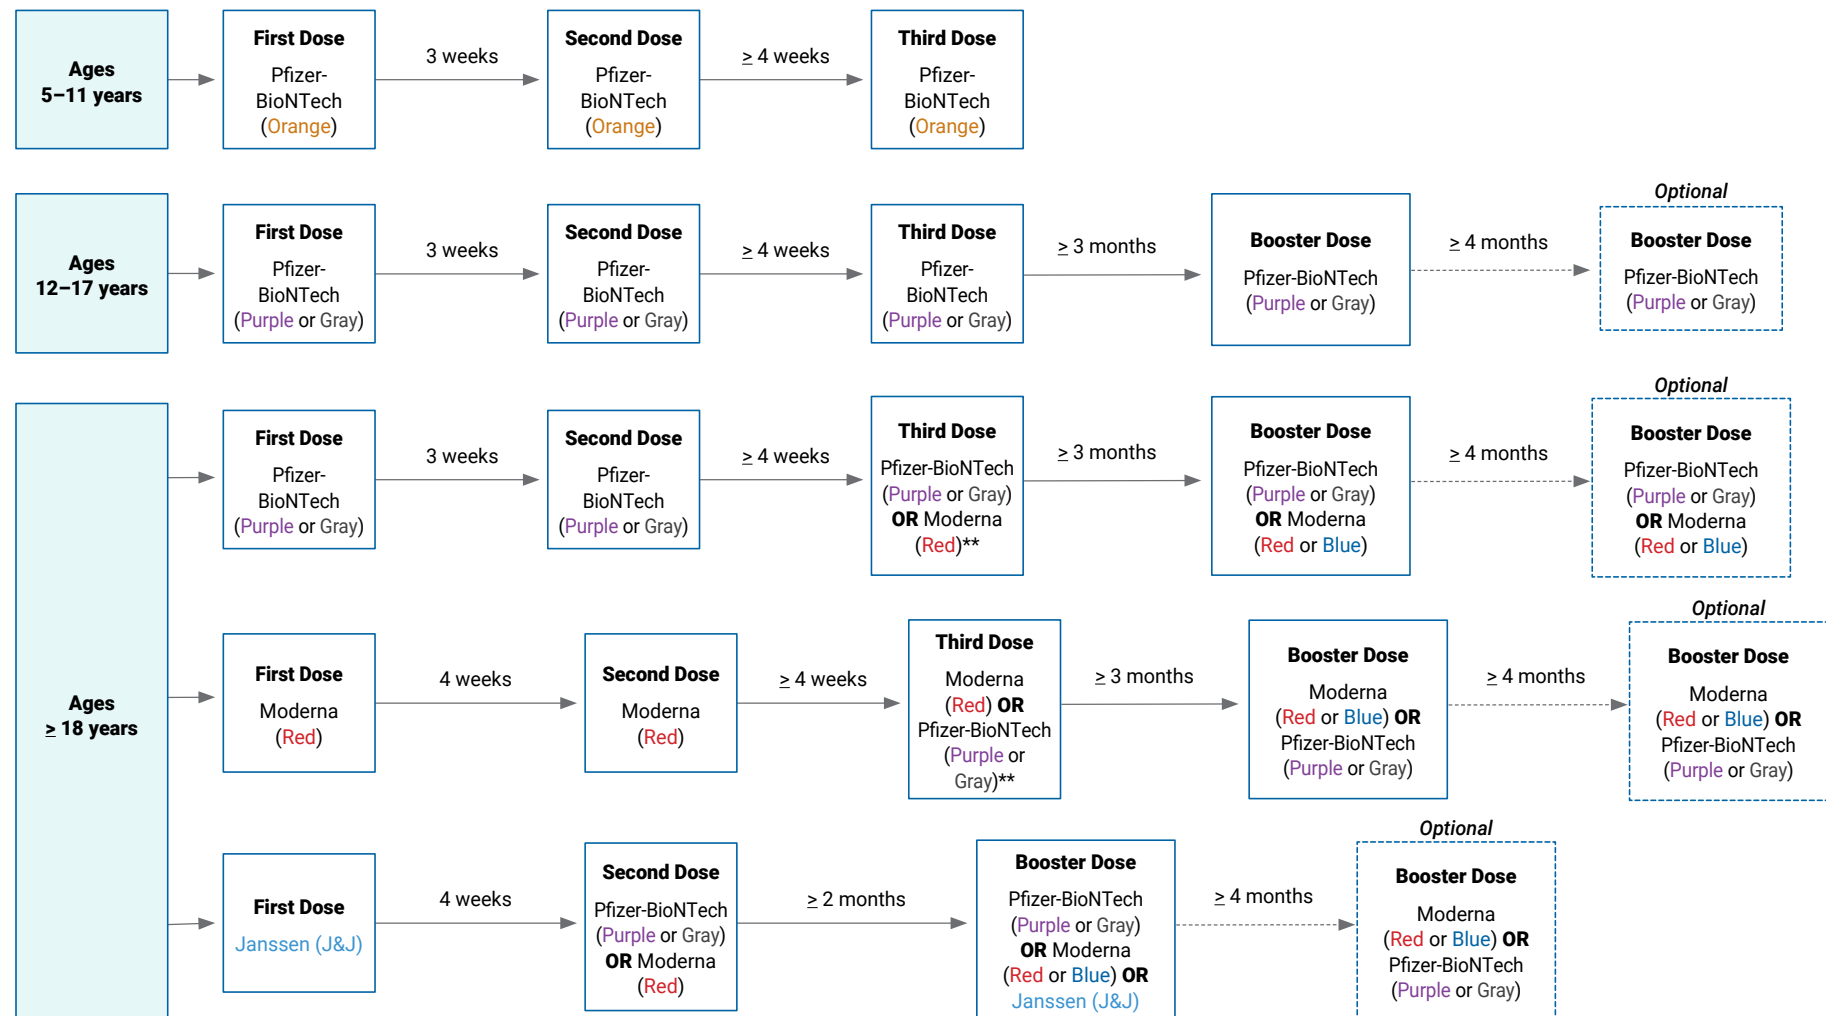 Ages
5–11 years
First Dose
Pfizer-
BioNTech
(Orange)
3 weeks
Second Dose
Pfizer-
BioNTech
(Orange)
≥ 4 weeks
Third Dose
Pfizer-
BioNTech
(Orange)
Ages
12–17 years
First Dose
Pfizer-
BioNTech
(Purple or Gray)
3 weeks
Second Dose
Pfizer-
BioNTech
(Purple or Gray)
≥ 4 weeks
Third Dose
Pfizer-
BioNTech
(Purple or Gray)
≥ 3 months
Booster Dose
Pfizer-BioNTech
(Purple or Gray)
≥ 4 months
Optional
Booster Dose
Pfizer-BioNTech
(Purple or Gray)
Ages
≥ 18 years
First Dose
Pfizer-
BioNTech
(Purple or Gray)
3 weeks
Second Dose
Pfizer-
BioNTech
(Purple or Gray)
≥ 4 weeks
Third Dose
Pfizer-BioNTech
(Purple or Gray)
OR Moderna
(Red)**
≥ 3 months
Booster Dose
Pfizer-BioNTech
(Purple or Gray)
OR Moderna
(Red or Blue)
≥ 4 months
Optional
Booster Dose
Pfizer-BioNTech
(Purple or Gray)
OR Moderna
(Red or Blue)
First Dose
Moderna
(Red)
4 weeks
Second Dose
Moderna
(Red)
≥ 4 weeks
Third Dose
Moderna
(Red) OR
Pfizer-BioNTech
(Purple or
Gray)**
≥ 3 months
Booster Dose
Moderna
(Red or Blue) OR
Pfizer-BioNTech
(Purple or Gray)
≥ 4 months
Optional
Booster Dose
Moderna
(Red or Blue) OR
Pfizer-BioNTech
(Purple or Gray)
First Dose
Janssen (J&J)
4 weeks
Second Dose
Pfizer-BioNTech
(Purple or Gray)
OR Moderna
(Red)
≥ 2 months
Booster Dose
Pfizer-BioNTech
(Purple or Gray)
OR Moderna
(Red or Blue) OR
Janssen (J&J)
≥ 4 months
Optional
Booster Dose
Moderna
(Red or Blue) OR
Pfizer-BioNTech
(Purple or Gray)